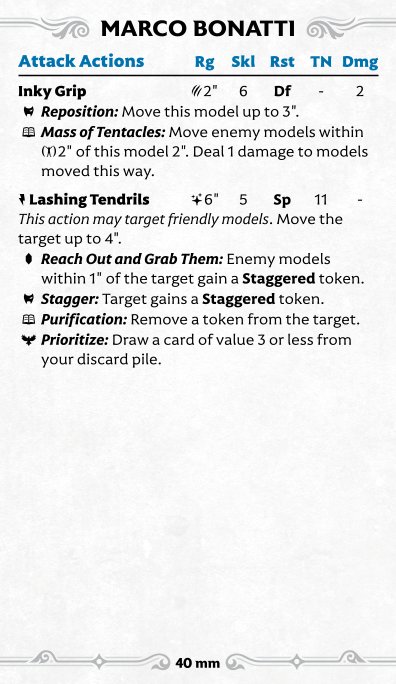 MARCO BONATTI
Attack Actions Rg Skl Rst TN Dmg
Inky Grip 2" 6 Df - 2
Reposition: Move this model up to 3".
Mass of Tentacles: Move enemy models within
2" of this model 2". Deal 1 damage to models
moved this way.
Lashing Tendrils 6" 5 Sp 11 -
This action may target friendly models. Move the
target up to 4".
Reach Out and Grab Them: Enemy models
within 1" of the target gain a Staggered token.
Stagger: Target gains a Staggered token.
Purification: Remove a token from the target.
Prioritize: Draw a card of value 3 or less from
your discard pile.
40 mm